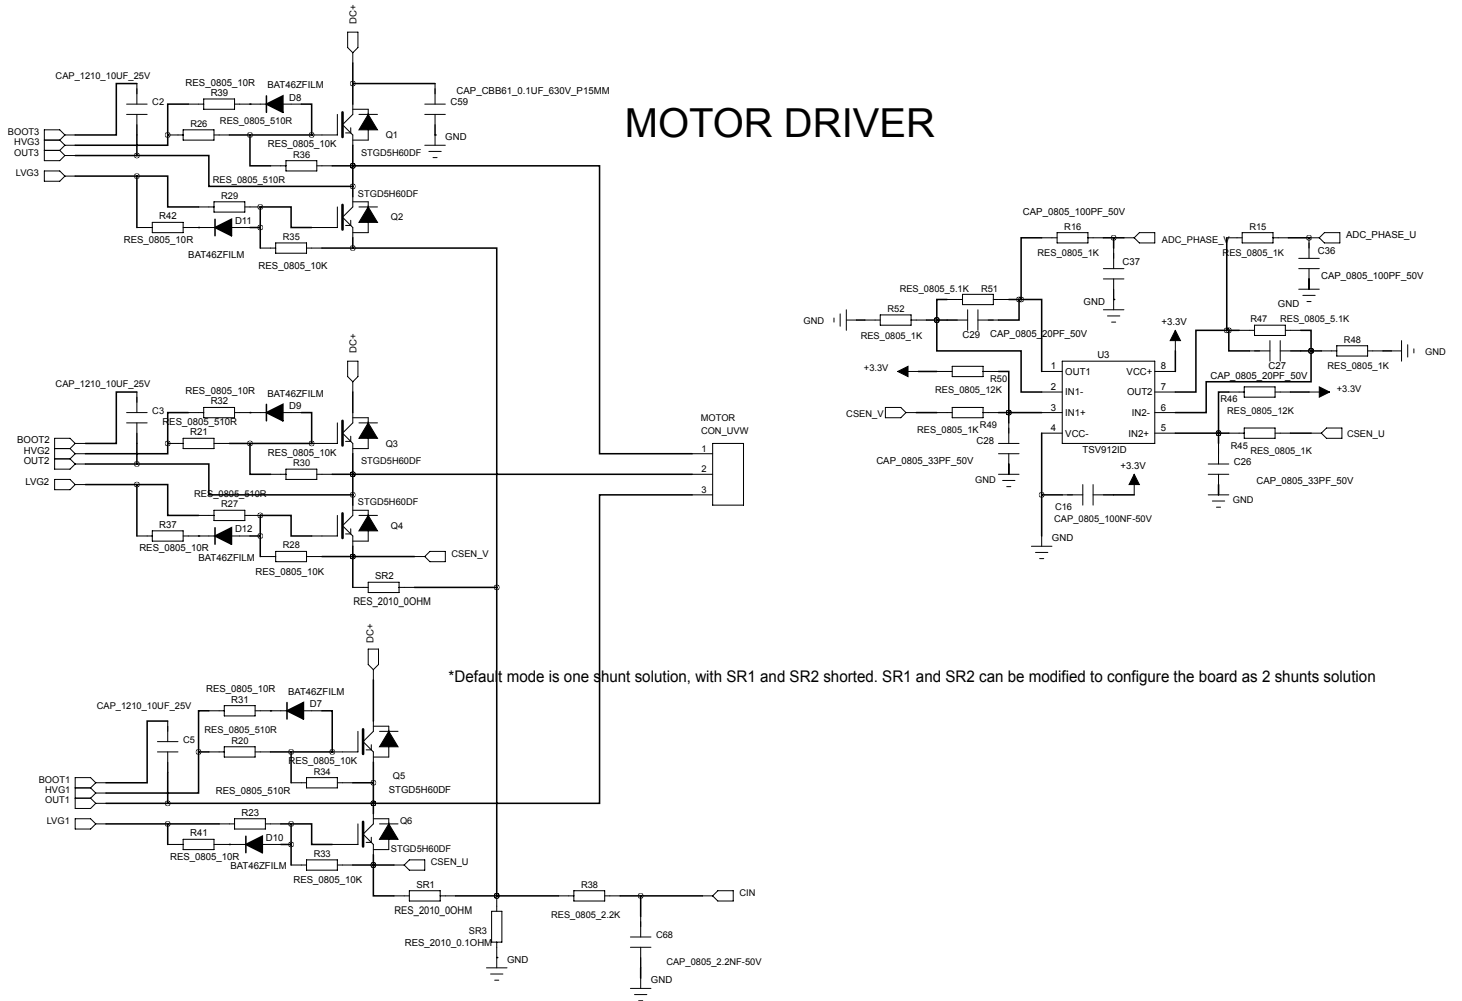 MOTOR DRIVER
DC+
CAP_1210_10UF_25V
C2
RES_0805_10R
R39
BAT46ZFILM
D8
RES_0805_510R
R26
BOOT3
HVG3
OUT3
LVG3
RES_0805_10K
R36
Q1
STGD5H60DF
CAP_CBB61_0.1UF_630V_P15MM
C59
GND
RES_0805_510R
R29
R42
RES_0805_10R
D11
BAT46ZFILM
R35
RES_0805_10K
STGD5H60DF
Q2
DC+
CAP_1210_10UF_25V
C3
RES_0805_10R
R32
BAT46ZFILM
D9
RES_0805_510R
R21
BOOT2
HVG2
OUT2
LVG2
RES_0805_10K
R30
Q3
STGD5H60DF
RES_0805_510R
R27
R37
RES_0805_10R
D12
BAT46ZFILM
R28
RES_0805_10K
STGD5H60DF
Q4
CSEN_V
SR2
RES_2010_0OHM
MOTOR
CON_UVW
1
2
3
DC+
*Default mode is one shunt solution, with SR1 and SR2 shorted. SR1 and SR2 can be modified to configure the board as 2 shunts solution
CAP_1210_10UF_25V
C5
RES_0805_10R
R31
BAT46ZFILM
D7
RES_0805_510R
R20
BOOT1
HVG1
OUT1
LVG1
RES_0805_10K
R34
Q5
STGD5H60DF
RES_0805_510R
R23
R41
RES_0805_10R
D10
BAT46ZFILM
R33
RES_0805_10K
Q6
STGD5H60DF
CSEN_U
SR1
RES_2010_0OHM
SR3
RES_2010_0.1OHM
GND
R38
RES_0805_2.2K
CIN
C68
CAP_0805_2.2NF-50V
GND
CAP_0805_100PF_50V
R16
RES_0805_1K
ADC_PHASE_V
C37
GND
R15
RES_0805_1K
ADC_PHASE_U
C36
CAP_0805_100PF_50V
GND
RES_0805_5.1K
R51
GND
R52
RES_0805_1K
C29
CAP_0805_20PF_50V
+3.3V
R50
RES_0805_12K
CSEN_V
R49
RES_0805_1K
C28
CAP_0805_33PF_50V
GND
U3
1
OUT1
2
IN1-
3
IN1+
4
VCC-
VCC+
8
OUT2
7
IN2-
6
IN2+
5
TSV912ID
+3.3V
R47
RES_0805_5.1K
C27
CAP_0805_20PF_50V
R48
RES_0805_1K
GND
R46
RES_0805_12K
+3.3V
R45
RES_0805_1K
CSEN_U
C26
CAP_0805_33PF_50V
GND
+3.3V
C16
CAP_0805_100NF-50V
GND